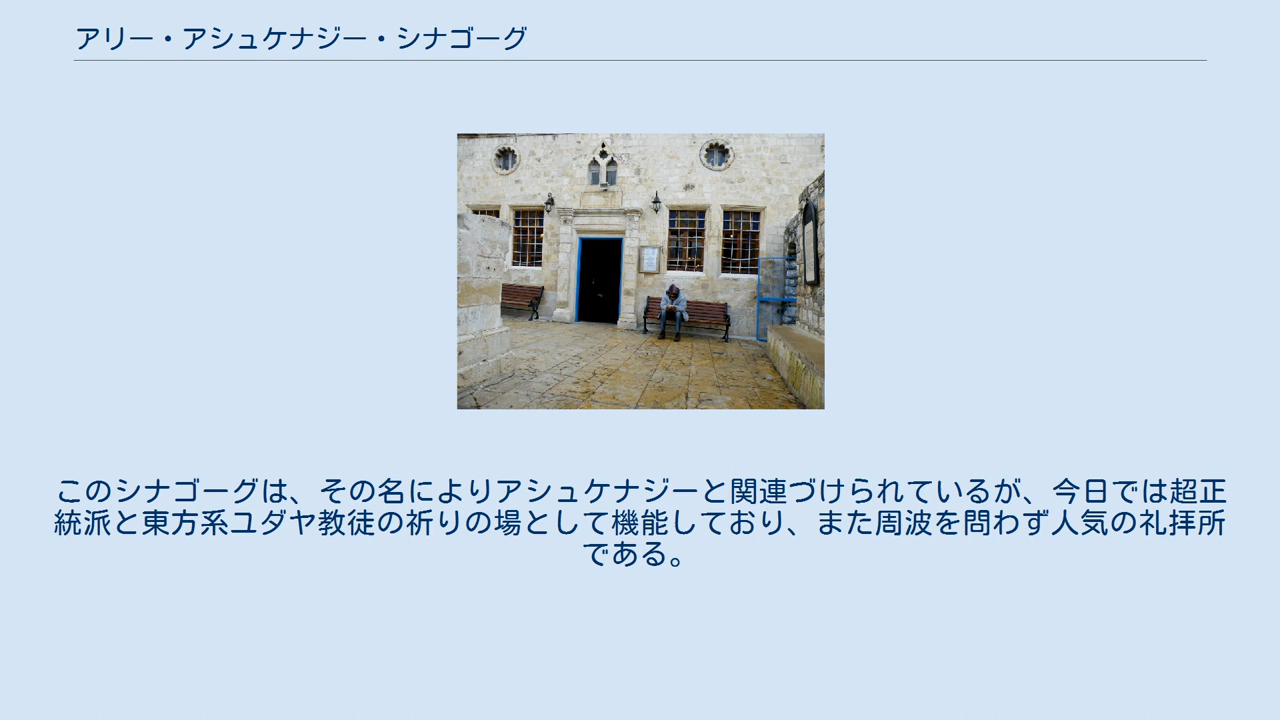 アリー・アシュケナジー・シナゴーグ
このシナゴーグは、その名によりアシュケナジーと関連づけられているが、今日では超正
統派と東方系ユダヤ教徒の祈りの場として機能しており、また周波を問わず人気の礼拝所
である。